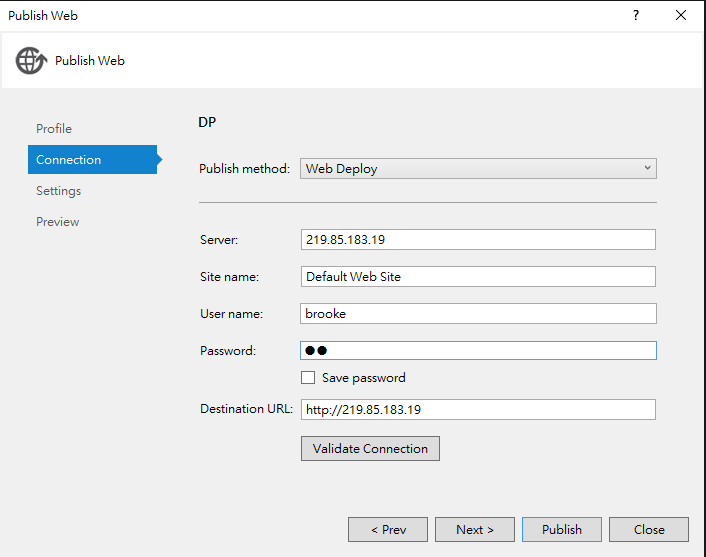 Publish Web
?
Publish Web
Profile
Connection
Settings
Preview
DP
Publish method: Web Deploy
Server: 219.85.183.19
Site name: Default Web Site
User name: brooke
Password: ●●
Save password
Destination URL: http://219.85.183.19
Validate Connection
< Prev Next > Publish Close